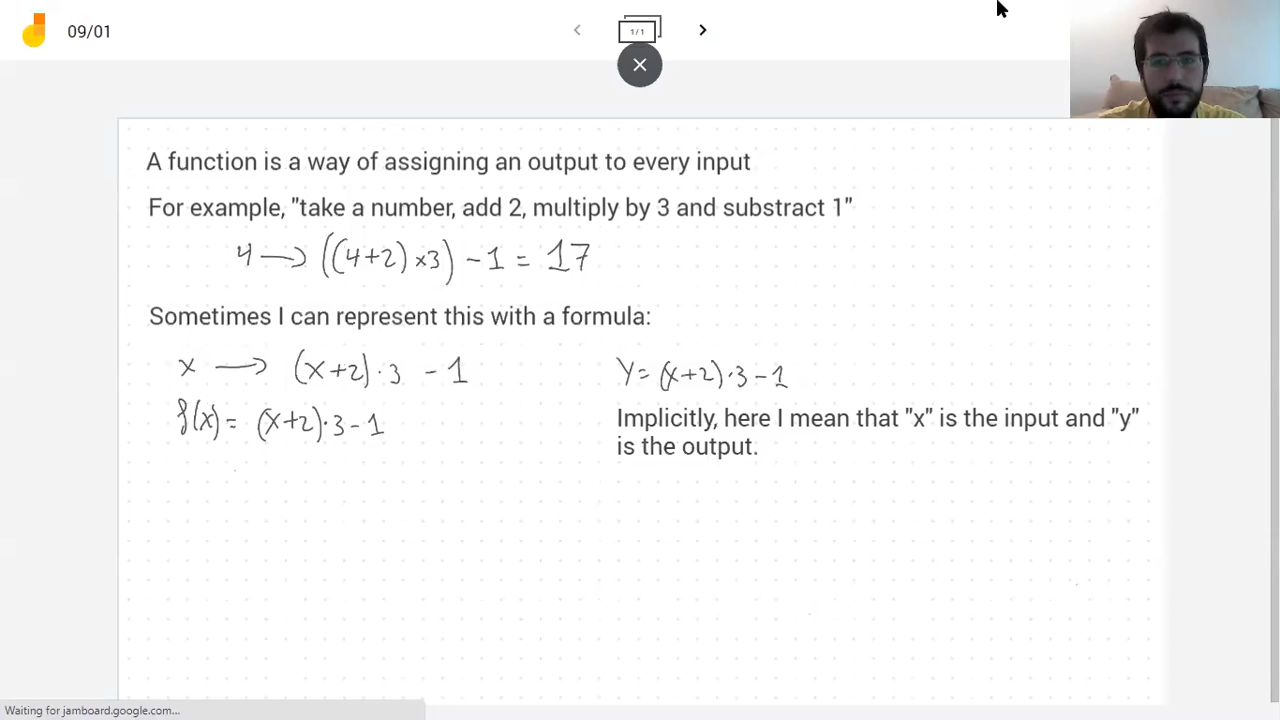 09/01
1/1
A function is a way of assigning an output to every input
For example, "take a number, add 2, multiply by 3 and substract 1"
4 → ((4+2)×3) - 1 = 17
Sometimes I can represent this with a formula:
x → (x+2)·3 - 1
f(x) = (x+2)·3 - 1
Y = (x+2)·3 - 1
Implicitly, here I mean that "x" is the input and "y"
is the output.
Waiting for jamboard.google.com...